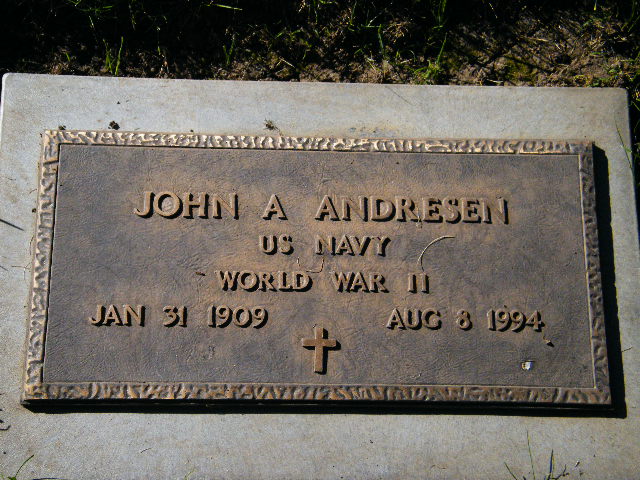 JOHN A ANDRESEN
US NAVY
WORLD WAR II
JAN 31 1909 AUG 8 1994